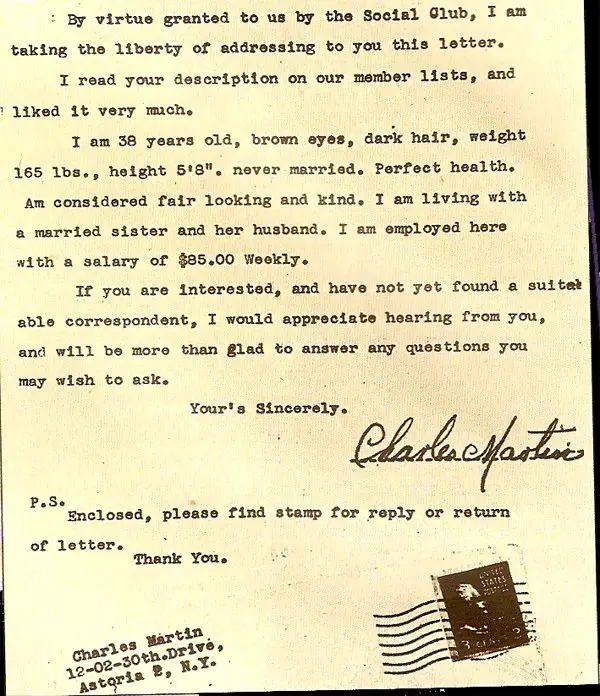 By virtue granted to us by the Social Club, I am
taking the liberty of addressing to you this letter.
I read your description on our member lists, and
liked it very much.
I am 38 years old, brown eyes, dark hair, weight
165 lbs., height 5'8". never married. Perfect health.
Am considered fair looking and kind. I am living with
a married sister and her husband. I am employed here
with a salary of $85.00 Weekly.
If you are interested, and have not yet found a suitat
able correspondent, I would appreciate hearing from you,
and will be more than glad to answer any questions you
may wish to ask.
Your's Sincerely.
Charles Martin
P.S.
Enclosed, please find stamp for reply or return
of letter.
Thank You.
UNITED
STATES
3 CENTS
Charles Martin
12-02-30th.Drive,
Astoria 2, N.Y.